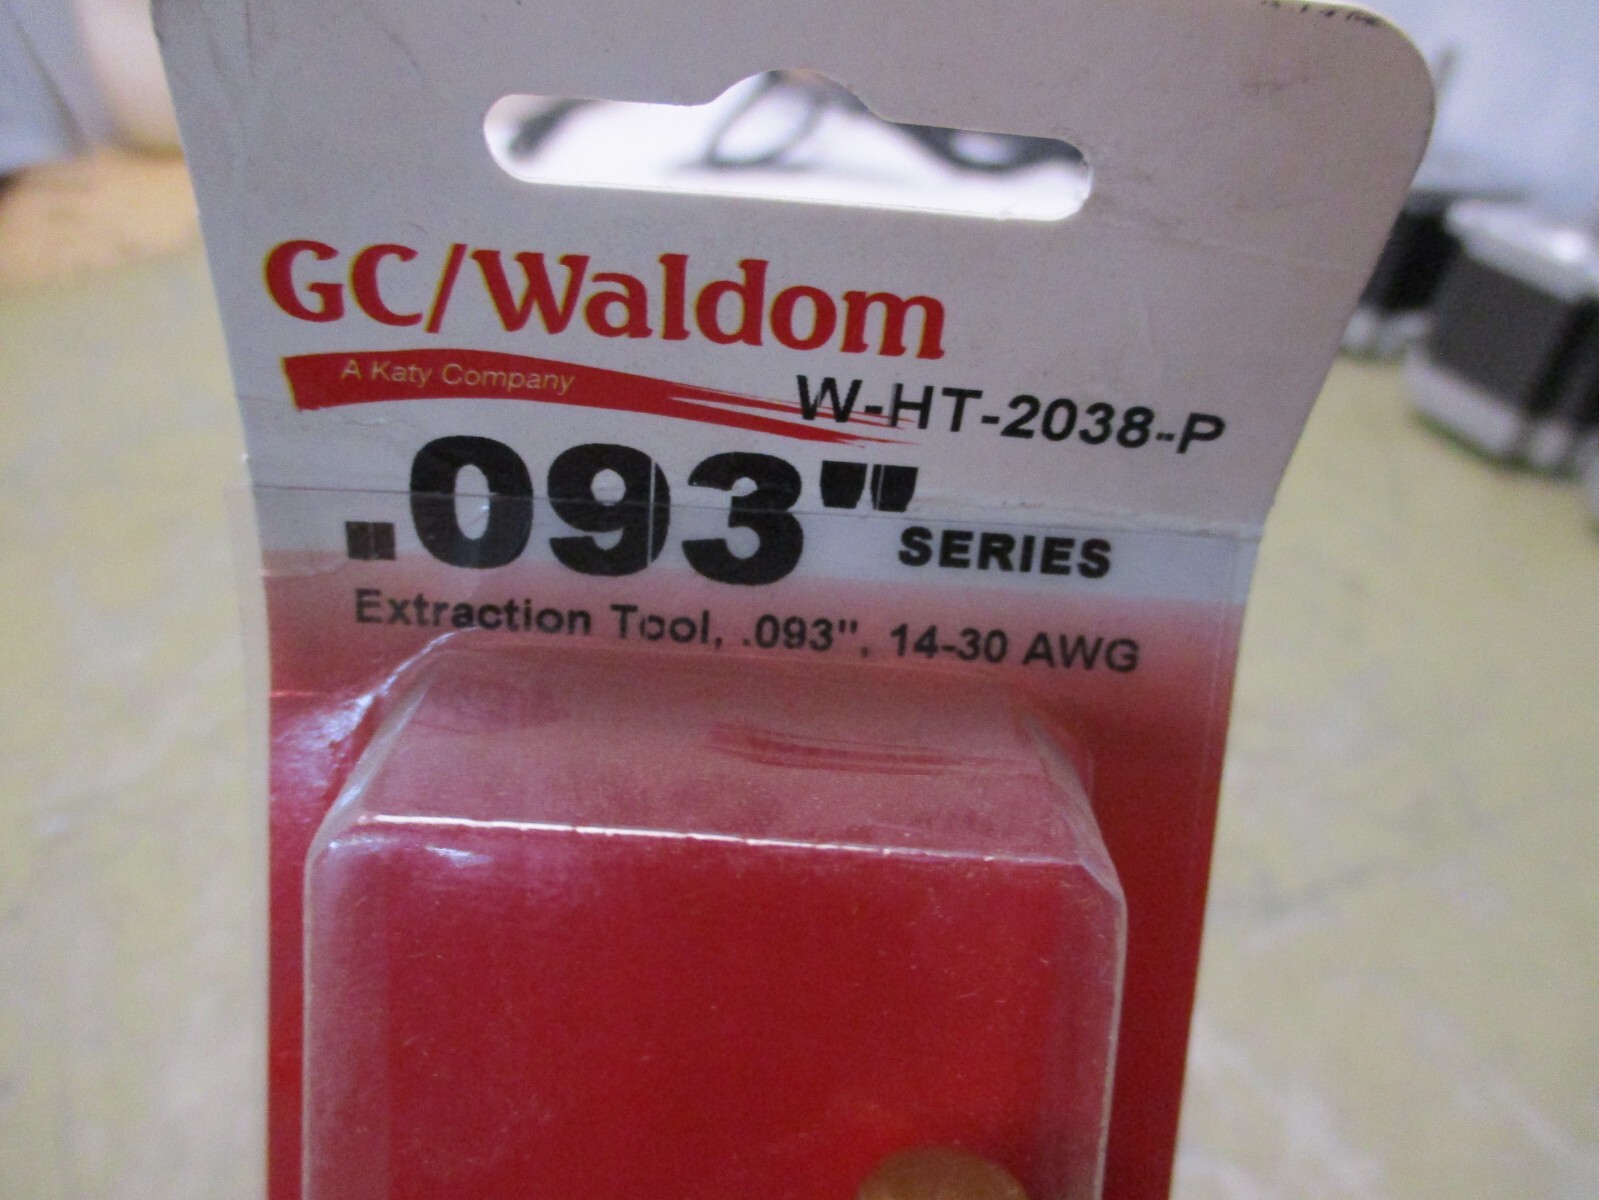 GC/Waldom
A Katy Company
W-HT-2038-P
.093"
SERIES
Extraction Tool, .093", 14-30 AWG